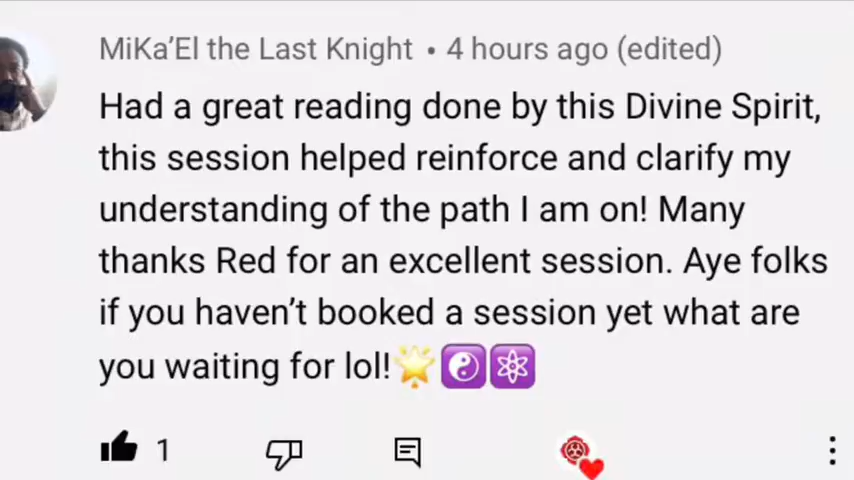 MiKa’El the Last Knight • 4 hours ago (edited)
Had a great reading done by this Divine Spirit,
this session helped reinforce and clarify my
understanding of the path I am on! Many
thanks Red for an excellent session. Aye folks
if you haven’t booked a session yet what are
you waiting for lol!🌟☯️⚛️
1